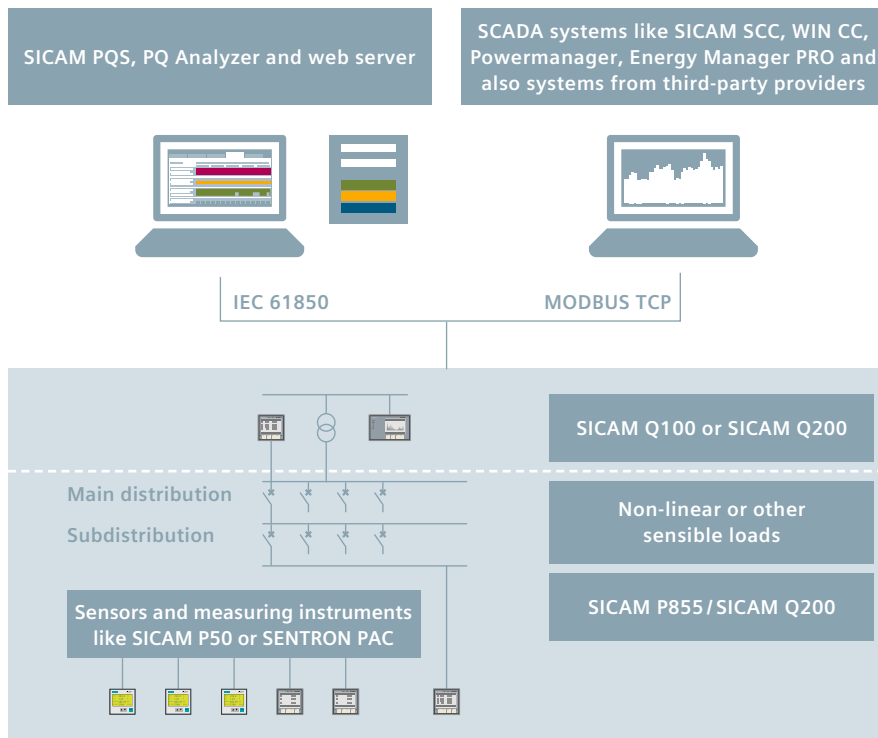 SICAM PQS, PQ Analyzer and web server
SCADA systems like SICAM SCC, WIN CC,
Powermanager, Energy Manager PRO and
also systems from third-party providers
IEC 61850
MODBUS TCP
SICAM Q100 or SICAM Q200
Main distribution
Subdistribution
Non-linear or other
sensible loads
SICAM P855/SICAM Q200
Sensors and measuring instruments
like SICAM P50 or SENTRON PAC